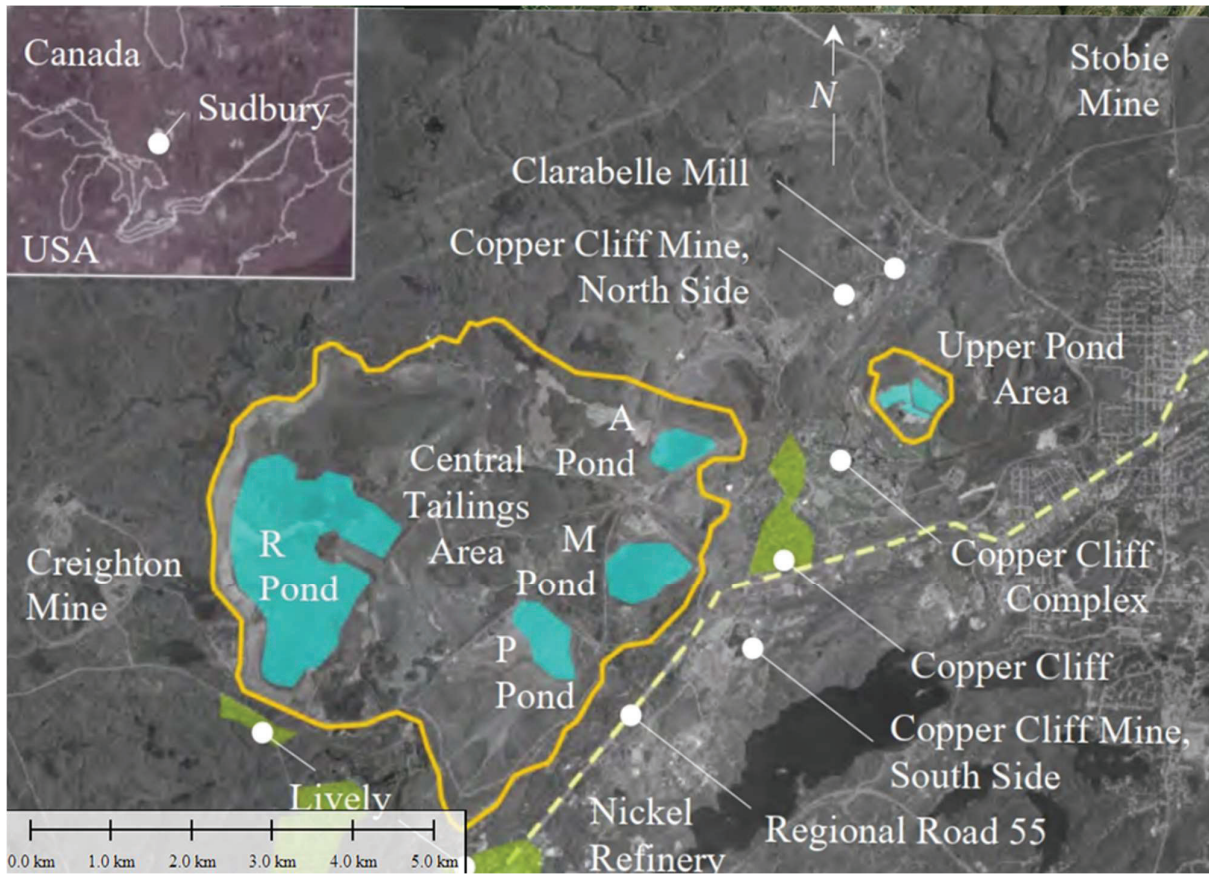 Canada
Sudbury
USA
N
Stobie
Mine
Clarabelle Mill
Copper Cliff Mine,
North Side
Upper Pond
Area
A
Pond
Central
Tailings
Area
R
Pond
M
Pond
P
Pond
Creighton
Mine
Copper Cliff
Complex
Copper Cliff
Copper Cliff Mine,
South Side
Lively
Nickel
Refinery
Regional Road 55
0.0 km 1.0 km 2.0 km 3.0 km 4.0 km 5.0 km